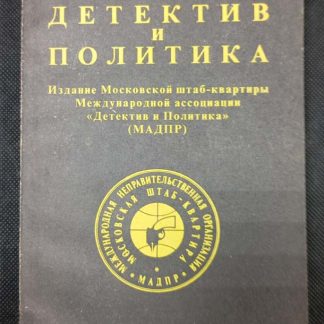 ДЕТЕКТИВ
И
ПОЛИТИКА
Издание Московской штаб-квартиры
Международной ассоциации
«Детектив и Политика»
(МАДПР)
МЕЖДУНАРОДНАЯ НЕПРАВИТЕЛЬСТВЕННАЯ ОРГАНИЗАЦИЯ
МОСКОВСКАЯ ШТАБ-КВАРТИРА
• МАДПР •